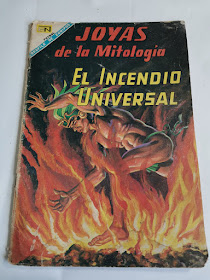 JOYAS
de la Mitología
EL INCENDIO
UNIVERSAL